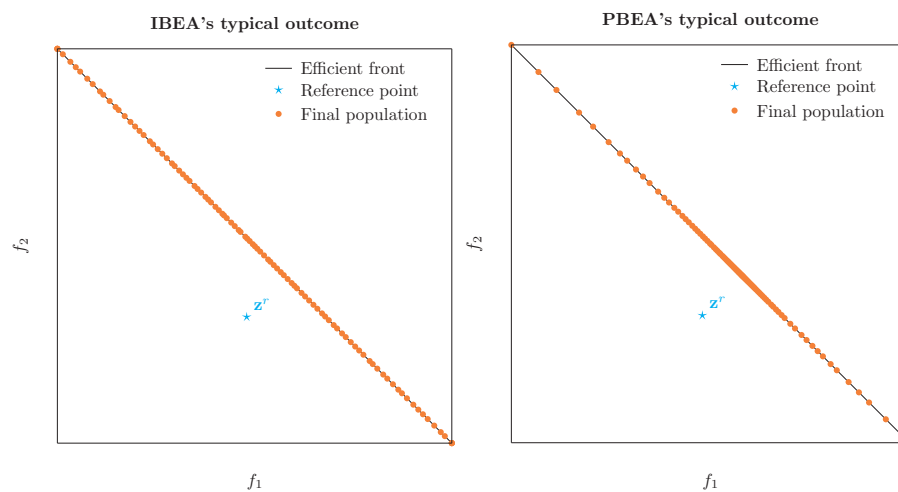 IBEA's typical outcome
Efficient front
Reference point
Final population
z^r
f_2
f_1
PBEA's typical outcome
Efficient front
Reference point
Final population
z^r
f_2
f_1